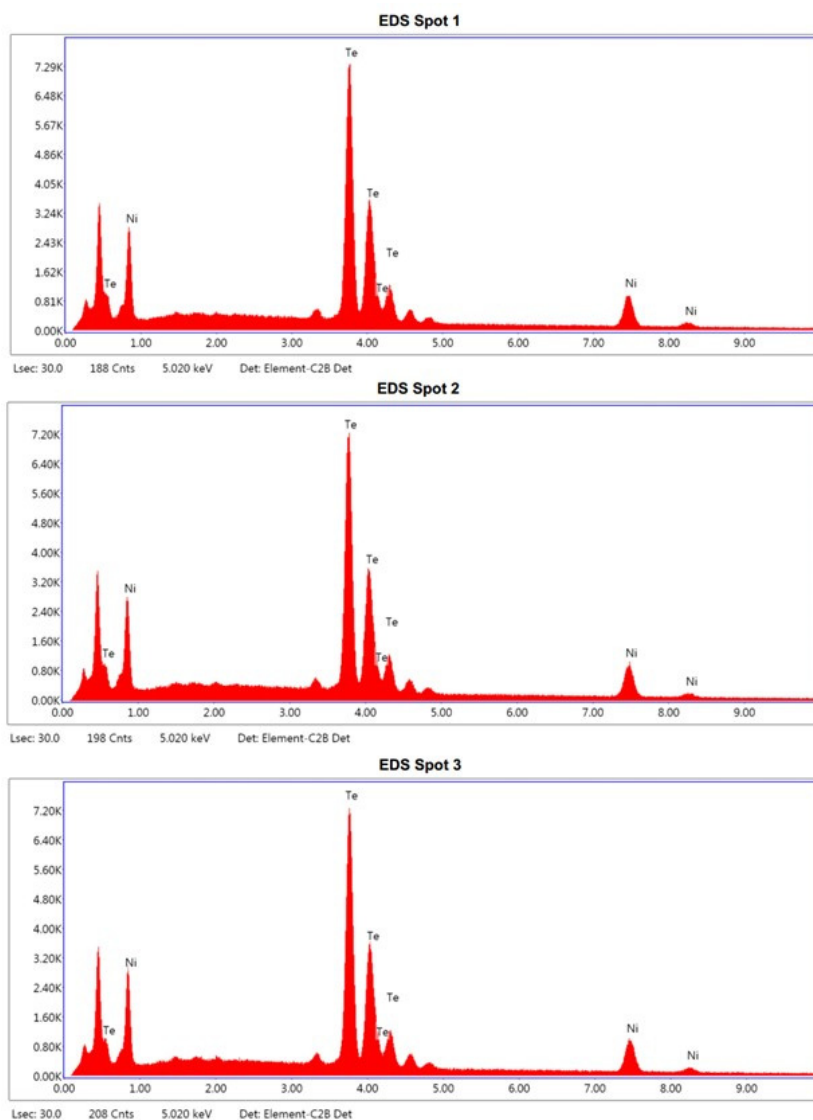 EDS Spot 1
Te
7.29K
6.48K
5.67K
4.86K
4.05K
Te
3.24K
Ni
2.43K
Te
1.62K
Te
Te
Ni
0.81K
Ni
0.00K
0.00 1.00 2.00 3.00 4.00 5.00 6.00 7.00 8.00 9.00
Lsec: 30.0 188 Cnts 5.020 keV Det: Element-C2B Det
EDS Spot 2
Te
7.20K
6.40K
5.60K
4.80K
4.00K
Te
3.20K
Ni
2.40K
Te
1.60K
Te
Te
Ni
0.80K
Ni
0.00K
0.00 1.00 2.00 3.00 4.00 5.00 6.00 7.00 8.00 9.00
Lsec: 30.0 198 Cnts 5.020 keV Det: Element-C2B Det
EDS Spot 3
Te
7.20K
6.40K
5.60K
4.80K
4.00K
Te
3.20K
Ni
2.40K
Te
1.60K
Te
Te
Ni
0.80K
Ni
0.00K
0.00 1.00 2.00 3.00 4.00 5.00 6.00 7.00 8.00 9.00
Lsec: 30.0 208 Cnts 5.020 keV Det: Element-C2B Det